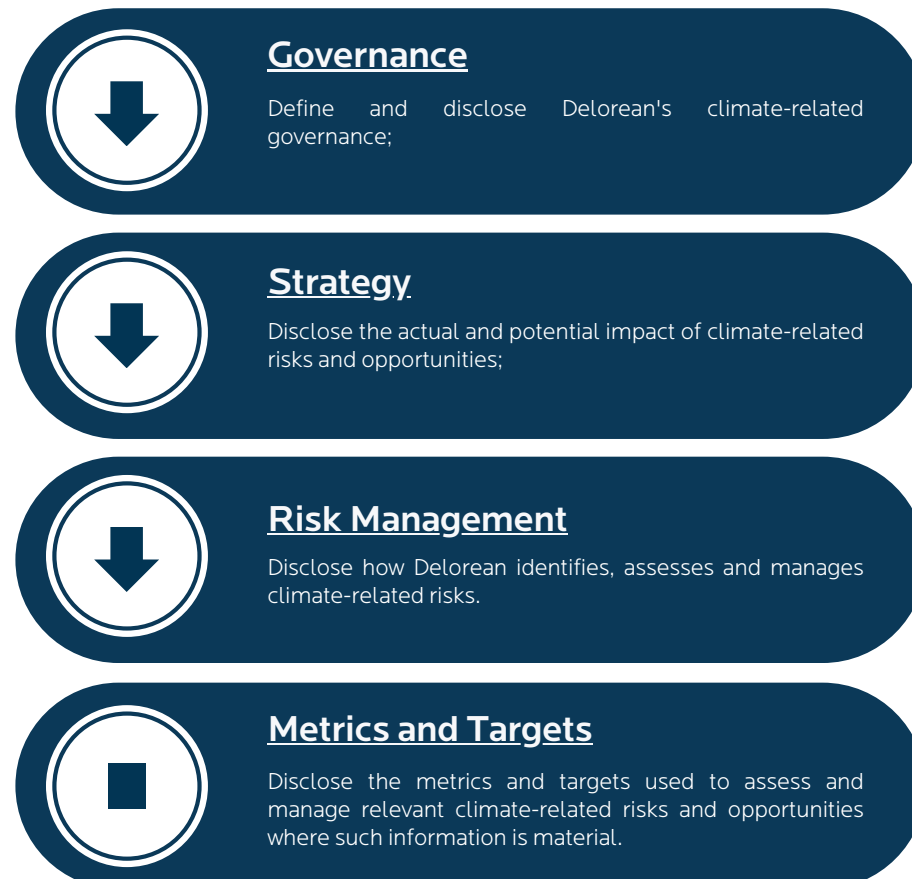 Governance
Define and disclose Delorean's climate-related
governance;
Strategy
Disclose the actual and potential impact of climate-related
risks and opportunities;
Risk Management
Disclose how Delorean identifies, assesses and manages
climate-related risks.
Metrics and Targets
Disclose the metrics and targets used to assess and
manage relevant climate-related risks and opportunities
where such information is material.